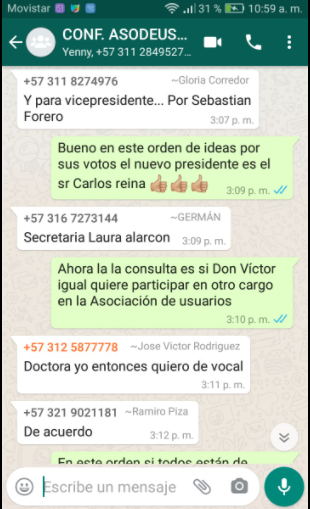 Movistar 31 % 10:59 a. m.
CONF. ASODEUS...
Yenny, +57 311 2849527...
+57 311 8274976 ~Gloria Corredor
Y para vicepresidente... Por Sebastian
Forero
3:07 p. m.
Bueno en este orden de ideas por
sus votos el nuevo presidente es el
sr Carlos reina 👍👍👍
3:09 p. m.
+57 316 7273144 ~GERMÁN
Secretaria Laura alarcon 3:09 p. m.
Ahora la la consulta es si Don Víctor
igual quiere participar en otro cargo
en la Asociación de usuarios
3:10 p. m.
+57 312 5877778 ~Jose Victor Rodriguez
Doctora yo entonces quiero de vocal
3:11 p. m.
+57 321 9021181 ~Ramiro Piza
De acuerdo 3:12 p. m.
En este orden si todos están de
Escribe un mensaje